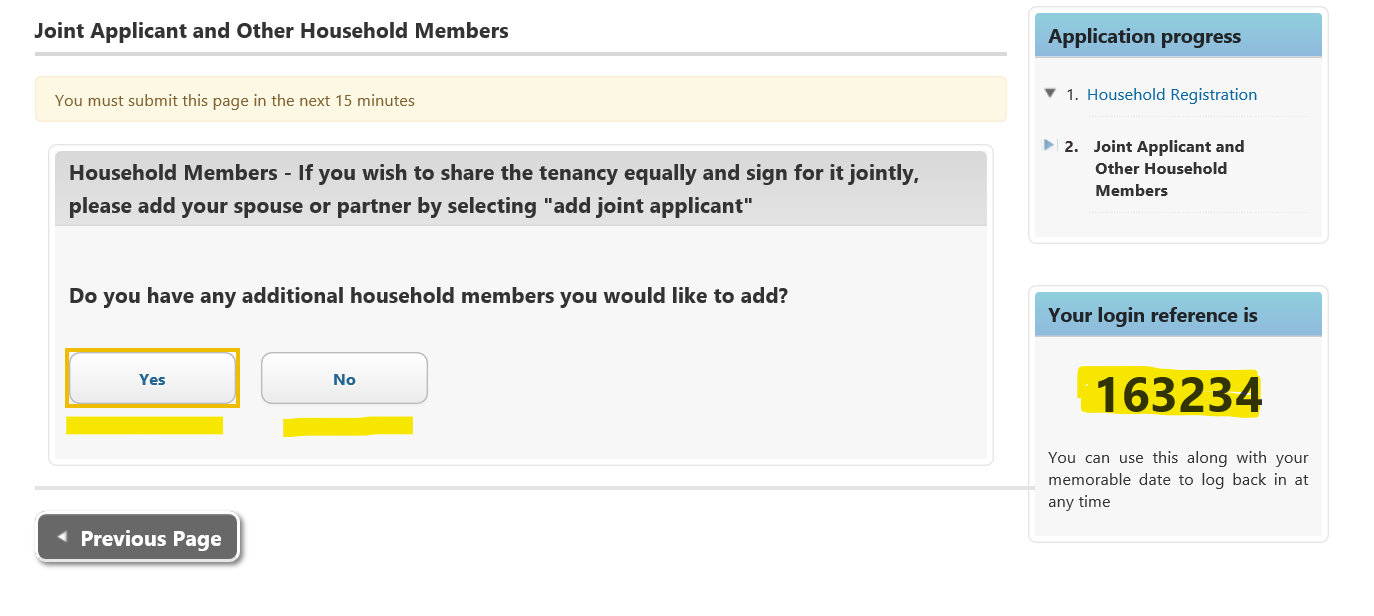 Joint Applicant and Other Household Members
You must submit this page in the next 15 minutes
Household Members - If you wish to share the tenancy equally and sign for it jointly,
please add your spouse or partner by selecting "add joint applicant"
Do you have any additional household members you would like to add?
Yes
No
Previous Page
Application progress
1. Household Registration
2. Joint Applicant and
Other Household
Members
Your login reference is
163234
You can use this along with your
memorable date to log back in at
any time